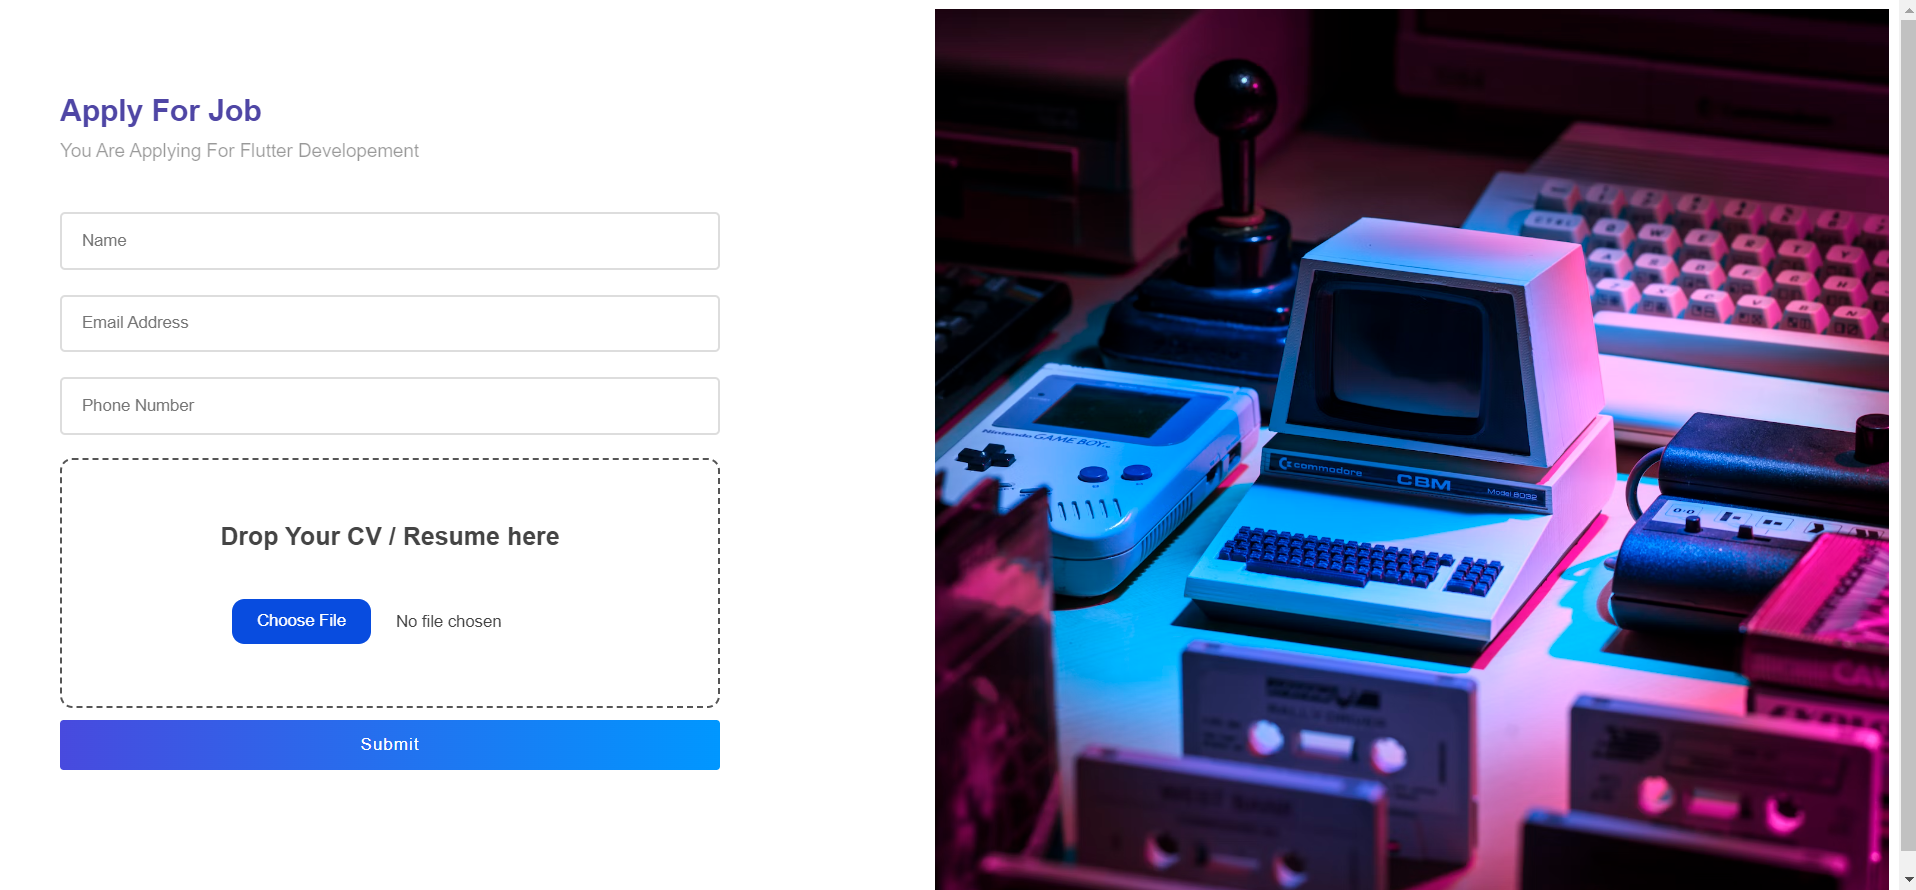 Apply For Job
You Are Applying For Flutter Developement
Name
Email Address
Phone Number
Drop Your CV / Resume here
Choose File
No file chosen
Submit
Nintendo GAME BOY
commodore
CBM
Model 8032
CTRL